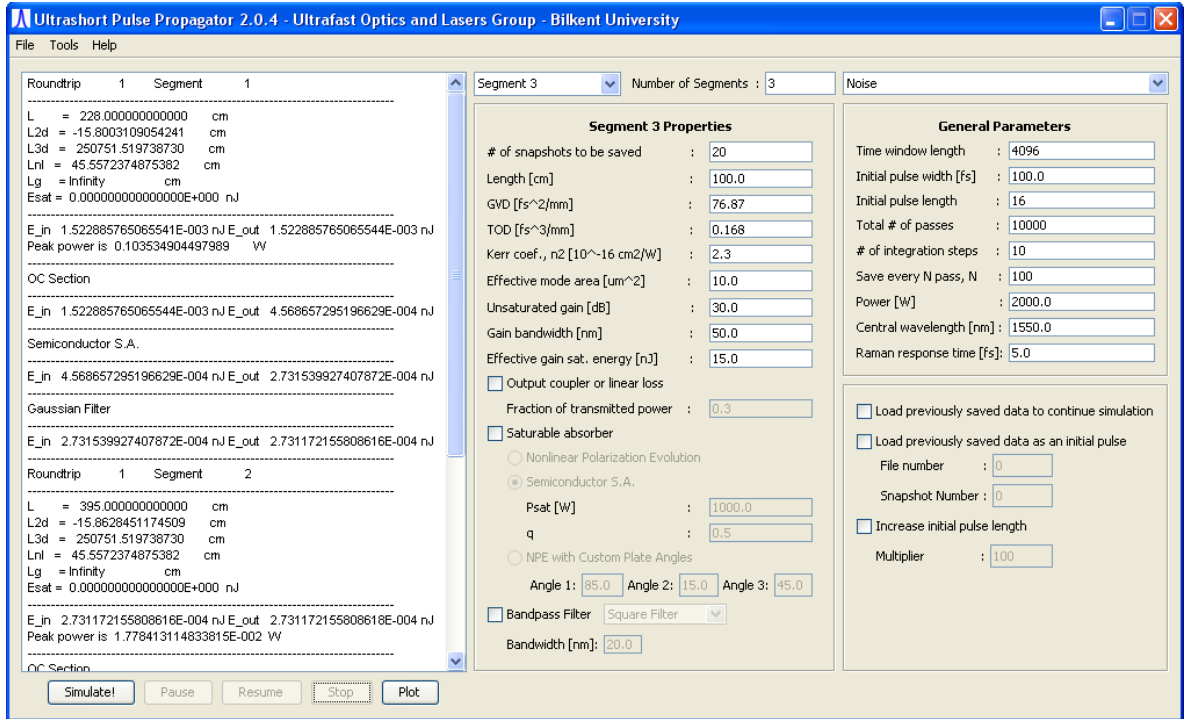 Ultrashort Pulse Propagator 2.0.4 - Ultrafast Optics and Lasers Group - Bilkent University
File Tools Help
Roundtrip 1 Segment 1
L = 228.000000000000 cm
L2d = -15.8003109054241 cm
L3d = 250751.519738730 cm
Lnl = 45.5572374875382 cm
Lg = Infinity cm
Esat = 0.000000000000000E+000 nJ
E_in 1.522885765065541E-003 nJ E_out 1.522885765065544E-003 nJ
Peak power is 0.103534904497989 W
OC Section
E_in 1.522885765065544E-003 nJ E_out 4.568657295196629E-004 nJ
Semiconductor S.A.
E_in 4.568657295196629E-004 nJ E_out 2.731539927407872E-004 nJ
Gaussian Filter
E_in 2.731539927407872E-004 nJ E_out 2.731172155808616E-004 nJ
Roundtrip 1 Segment 2
L = 395.000000000000 cm
L2d = -15.8628451174509 cm
L3d = 250751.519738730 cm
Lnl = 45.5572374875382 cm
Lg = Infinity cm
Esat = 0.000000000000000E+000 nJ
E_in 2.731172155808616E-004 nJ E_out 2.731172155808618E-004 nJ
Peak power is 1.778413114833815E-002 W
OC Section
Simulate! Pause Resume Stop Plot
Segment 3 Number of Segments : 3
Segment 3 Properties
# of snapshots to be saved : 20
Length [cm] : 100.0
GVD [fs^2/mm] : 76.87
TOD [fs^3/mm] : 0.168
Kerr coef., n2 [10^-16 cm2/W] : 2.3
Effective mode area [um^2] : 10.0
Unsaturated gain [dB] : 30.0
Gain bandwidth [nm] : 50.0
Effective gain sat. energy [nJ] : 15.0
Output coupler or linear loss
Fraction of transmitted power : 0.3
Saturable absorber
Nonlinear Polarization Evolution
Semiconductor S.A.
Psat [W] : 1000.0
q : 0.5
NPE with Custom Plate Angles
Angle 1: 85.0 Angle 2: 15.0 Angle 3: 45.0
Bandpass Filter Square Filter
Bandwidth [nm]: 20.0
Noise
General Parameters
Time window length : 4096
Initial pulse width [fs] : 100.0
Initial pulse length : 16
Total # of passes : 10000
# of integration steps : 10
Save every N pass, N : 100
Power [W] : 2000.0
Central wavelength [nm] : 1550.0
Raman response time [fs]: 5.0
Load previously saved data to continue simulation
Load previously saved data as an initial pulse
File number : 0
Snapshot Number : 0
Increase initial pulse length
Multiplier : 100